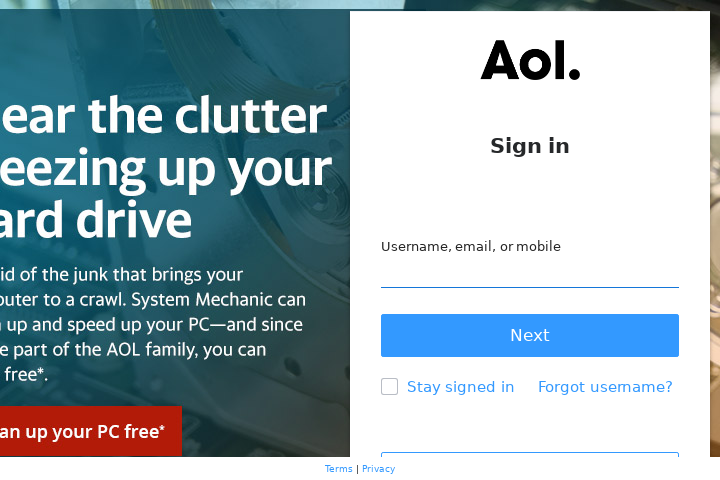 ear the clutter
eezing up your
ard drive
id of the junk that brings your
outer to a crawl. System Mechanic can
up and speed up your PC—and since
e part of the AOL family, you can
free*.
an up your PC free*
Aol.
Sign in
Username, email, or mobile
Next
Stay signed in Forgot username?
Terms | Privacy